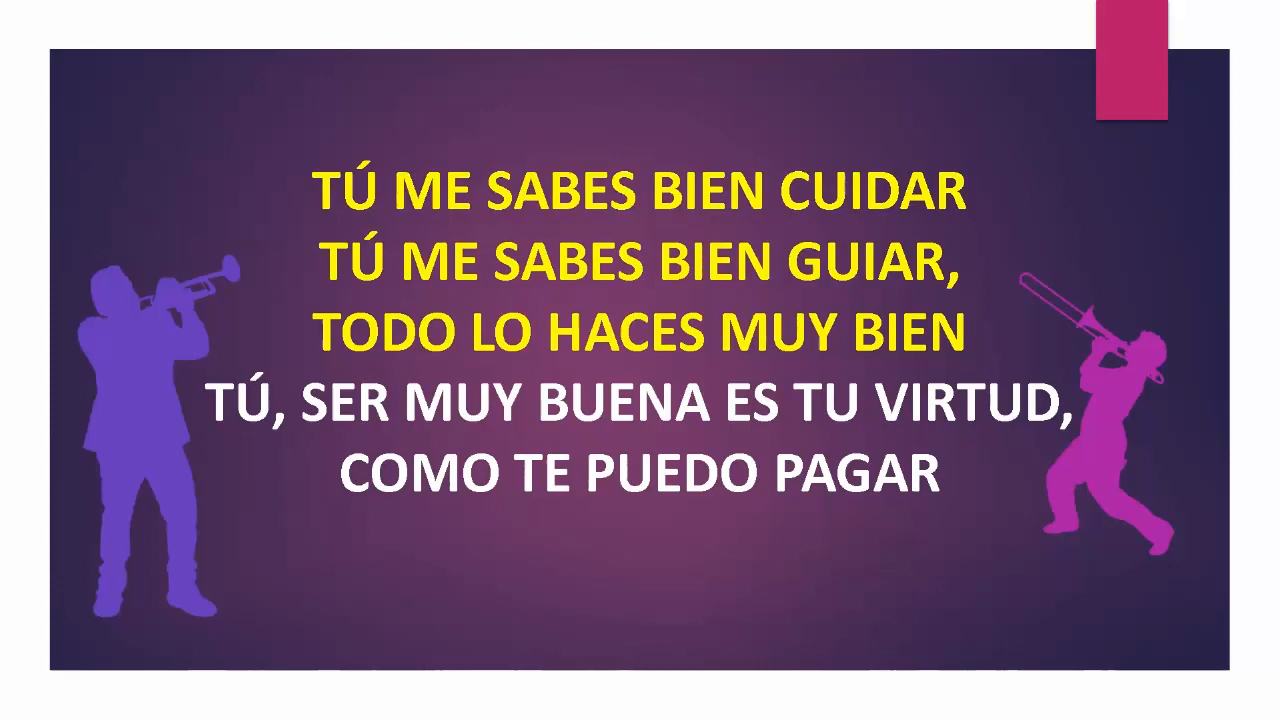 TÚ ME SABES BIEN CUIDAR
TÚ ME SABES BIEN GUIAR,
TODO LO HACES MUY BIEN
TÚ, SER MUY BUENA ES TU VIRTUD,
COMO TE PUEDO PAGAR